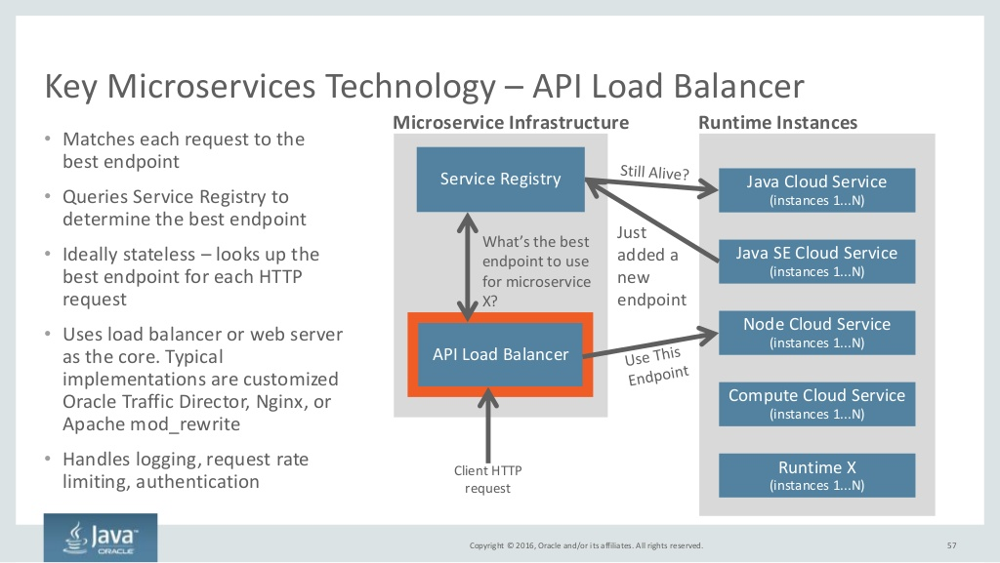 Key Microservices Technology – API Load Balancer
• Matches each request to the
best endpoint
• Queries Service Registry to
determine the best endpoint
• Ideally stateless – looks up the
best endpoint for each HTTP
request
• Uses load balancer or web server
as the core. Typical
implementations are customized
Oracle Traffic Director, Nginx, or
Apache mod_rewrite
• Handles logging, request rate
limiting, authentication
Microservice Infrastructure
Service Registry
What's the best
endpoint to use
for microservice
X?
API Load Balancer
Client HTTP
request
Still Alive?
Just
added a
new
endpoint
Use This
Endpoint
Runtime Instances
Java Cloud Service
(instances 1...N)
Java SE Cloud Service
(instances 1...N)
Node Cloud Service
(instances 1...N)
Compute Cloud Service
(instances 1...N)
Runtime X
(instances 1...N)
Java™
ORACLE
Copyright © 2016, Oracle and/or its affiliates. All rights reserved.
57